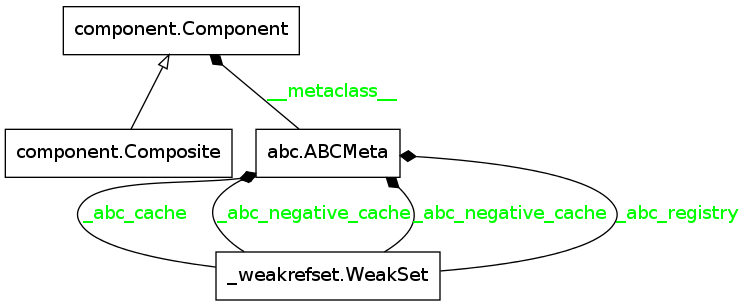 component.Component
__metaclass__
component.Composite
abc.ABCMeta
_abc_cache
_abc_negative_cache
_abc_negative_cache
_abc_registry
_weakrefset.WeakSet